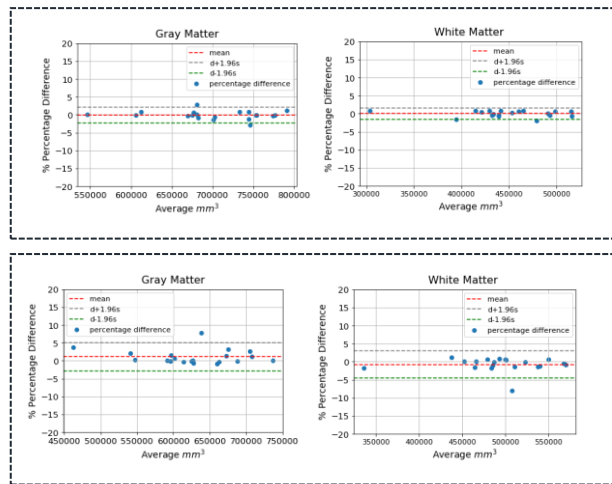 Gray Matter
20
15
10
5
0
−5
−10
−15
−20
% Percentage Difference
mean
d+1.96s
d-1.96s
percentage difference
550000 600000 650000 700000 750000 800000
Average mm³
White Matter
20
15
10
5
0
−5
−10
−15
−20
% Percentage Difference
mean
d+1.96s
d-1.96s
percentage difference
300000 350000 400000 450000 500000
Average mm³
Gray Matter
20
15
10
5
0
−5
−10
−15
−20
% Percentage Difference
mean
d+1.96s
d-1.96s
percentage difference
450000 500000 550000 600000 650000 700000 750000
Average mm³
White Matter
20
15
10
5
0
−5
−10
−15
−20
% Percentage Difference
mean
d+1.96s
d-1.96s
percentage difference
350000 400000 450000 500000 550000
Average mm³